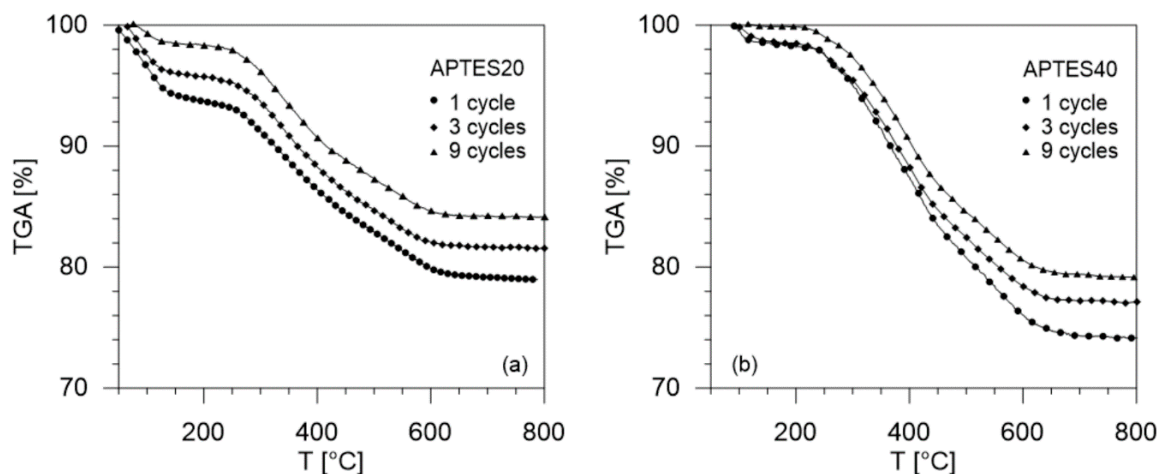 100
90
80
70
TGA [%]
APTES20
1 cycle
3 cycles
9 cycles
(a)
200 400 600 800
T [°C]
100
90
80
70
TGA [%]
APTES40
1 cycle
3 cycles
9 cycles
(b)
200 400 600 800
T [°C]